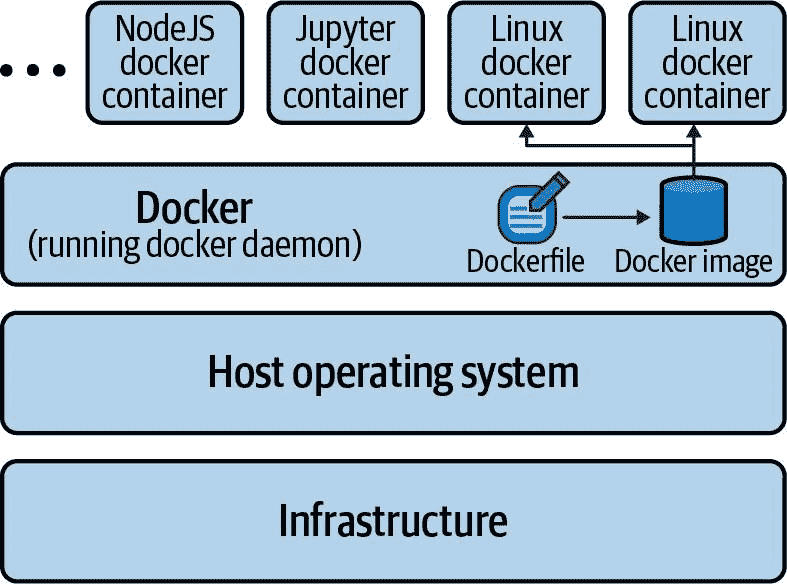 NodeJS
docker
container
Jupyter
docker
container
Linux
docker
container
Linux
docker
container
Docker
(running docker daemon)
Dockerfile
Docker image
Host operating system
Infrastructure